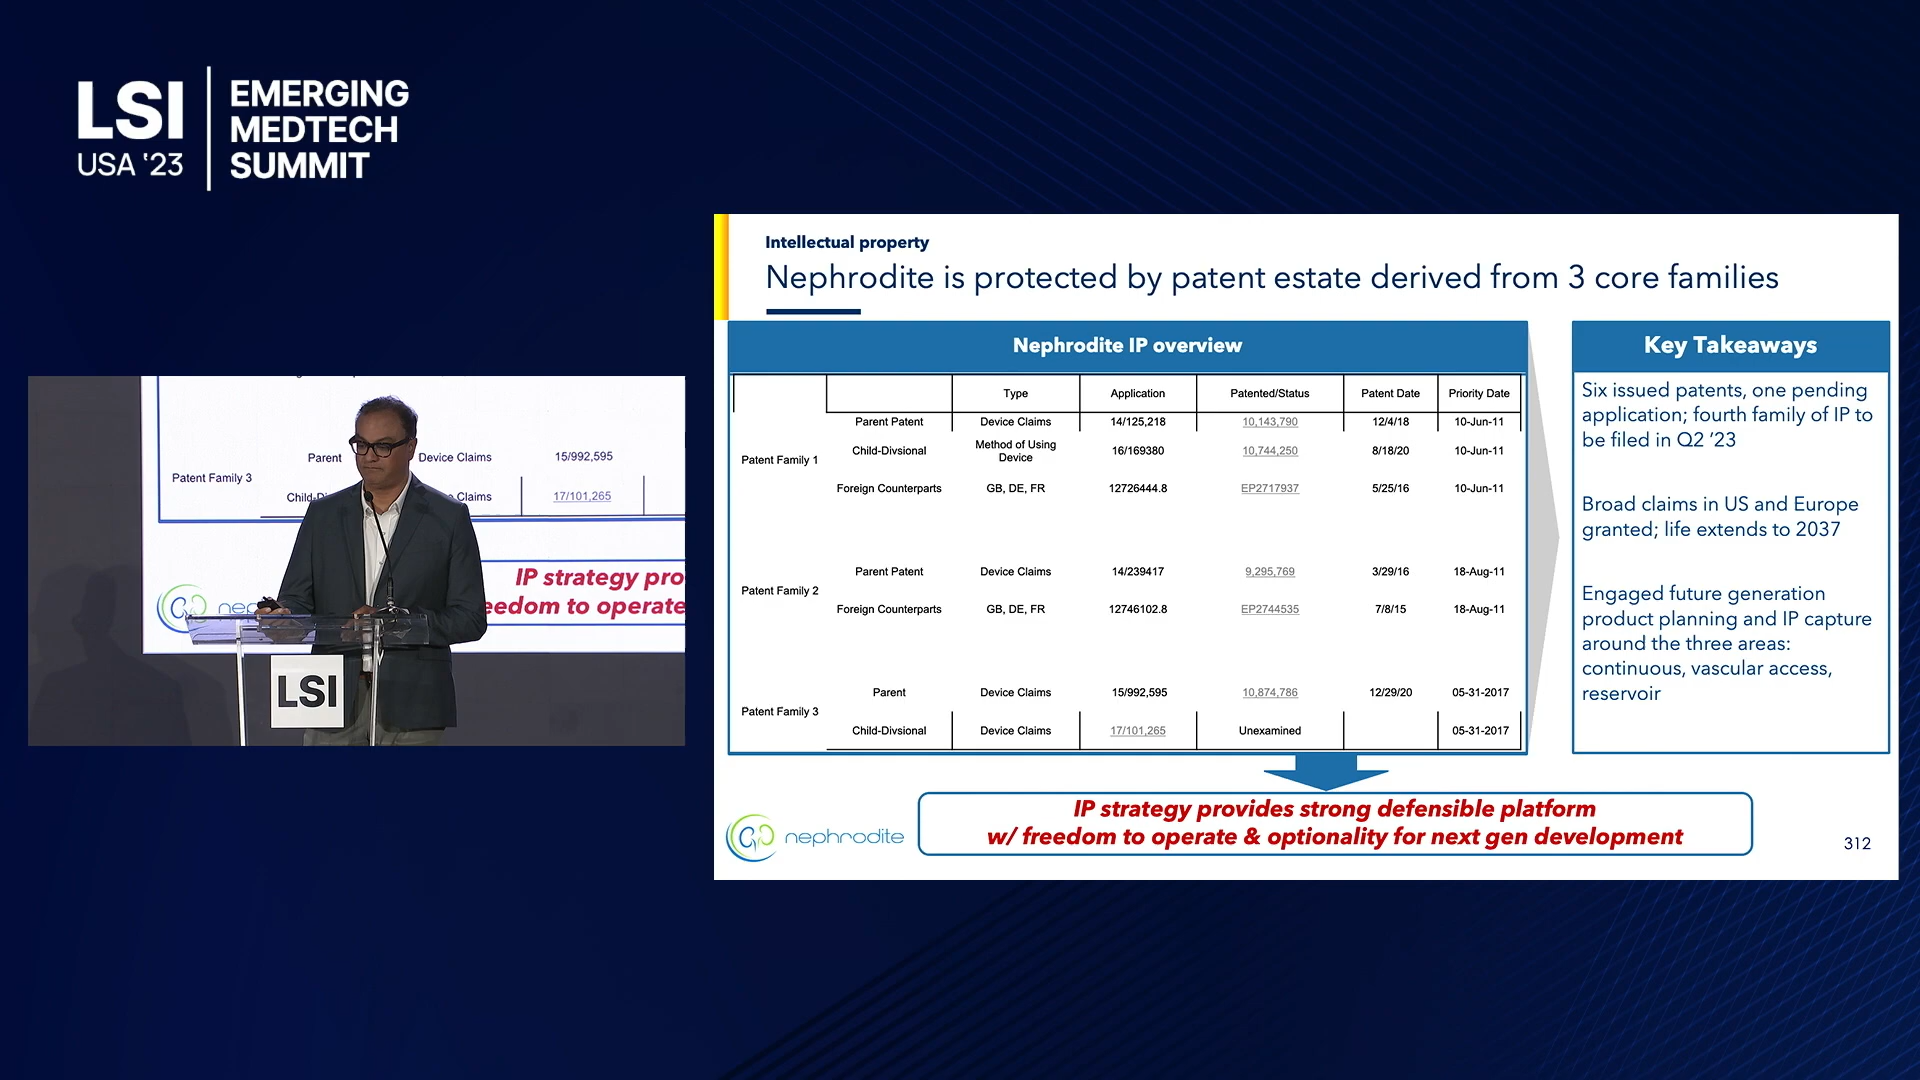 LSI
USA '23
EMERGING
MEDTECH
SUMMIT
Parent Device Claims 15/992,595
Patent Family 3
Child-Di Claims 17/101,265
IP strategy pro
eedom to operate
nep
LSI
Intellectual property
Nephrodite is protected by patent estate derived from 3 core families
Nephrodite IP overview
Type Application Patented/Status Patent Date Priority Date
Patent Family 1
Parent Patent Device Claims 14/125,218 10,143,790 12/4/18 10-Jun-11
Child-Divsional Method of Using Device 16/169380 10,744,250 8/18/20 10-Jun-11
Foreign Counterparts GB, DE, FR 12726444.8 EP2717937 5/25/16 10-Jun-11
Patent Family 2
Parent Patent Device Claims 14/239417 9,295,769 3/29/16 18-Aug-11
Foreign Counterparts GB, DE, FR 12746102.8 EP2744535 7/8/15 18-Aug-11
Patent Family 3
Parent Device Claims 15/992,595 10,874,786 12/29/20 05-31-2017
Child-Divsional Device Claims 17/101,265 Unexamined 05-31-2017
Key Takeaways
Six issued patents, one pending
application; fourth family of IP to
be filed in Q2 '23
Broad claims in US and Europe
granted; life extends to 2037
Engaged future generation
product planning and IP capture
around the three areas:
continuous, vascular access,
reservoir
IP strategy provides strong defensible platform
w/ freedom to operate & optionality for next gen development
nephrodite
312